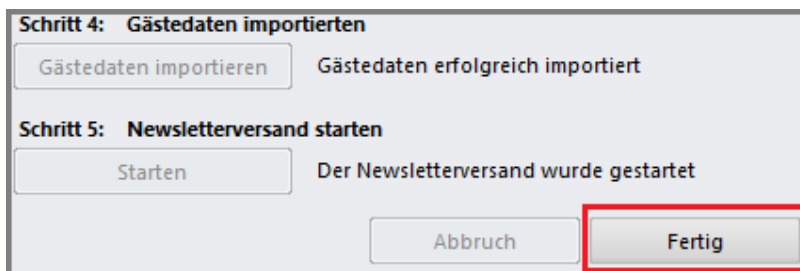 Schritt 4: Gästedaten importierten
Gästedaten importieren Gästedaten erfolgreich importiert
Schritt 5: Newsletterversand starten
Starten Der Newsletterversand wurde gestartet
Abbruch Fertig